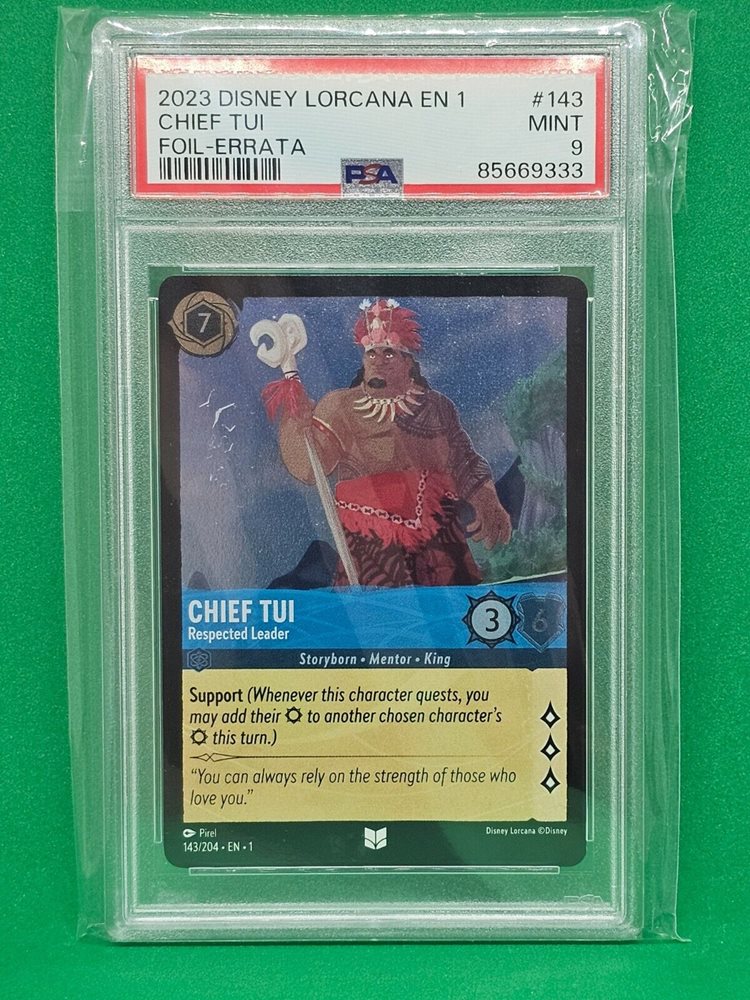 2023 DISNEY LORCANA EN 1 #143
CHIEF TUI MINT
FOIL-ERRATA 9
PSA 85669333
7
CHIEF TUI
Respected Leader
3 6
Storyborn • Mentor • King
Support (Whenever this character quests, you
may add their to another chosen character's
this turn.)
"You can always rely on the strength of those who
love you."
Pirel
Disney Lorcana ©Disney
143/204 • EN • 1